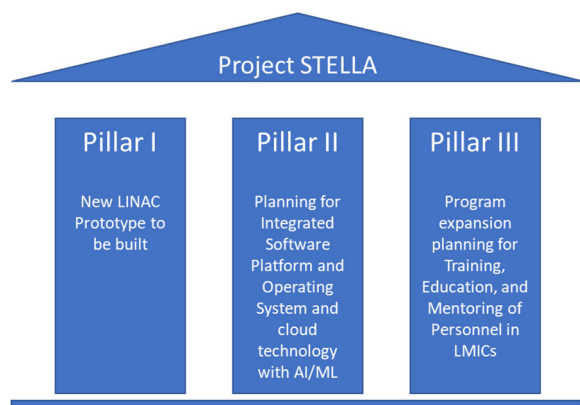 Project STELLA
Pillar I
New LINAC
Prototype to
be built
Pillar II
Planning for
Integrated
Software
Platform and
Operating
System and
cloud
technology
with AI/ML
Pillar III
Program
expansion
planning for
Training,
Education, and
Mentoring of
Personnel in
LMICs